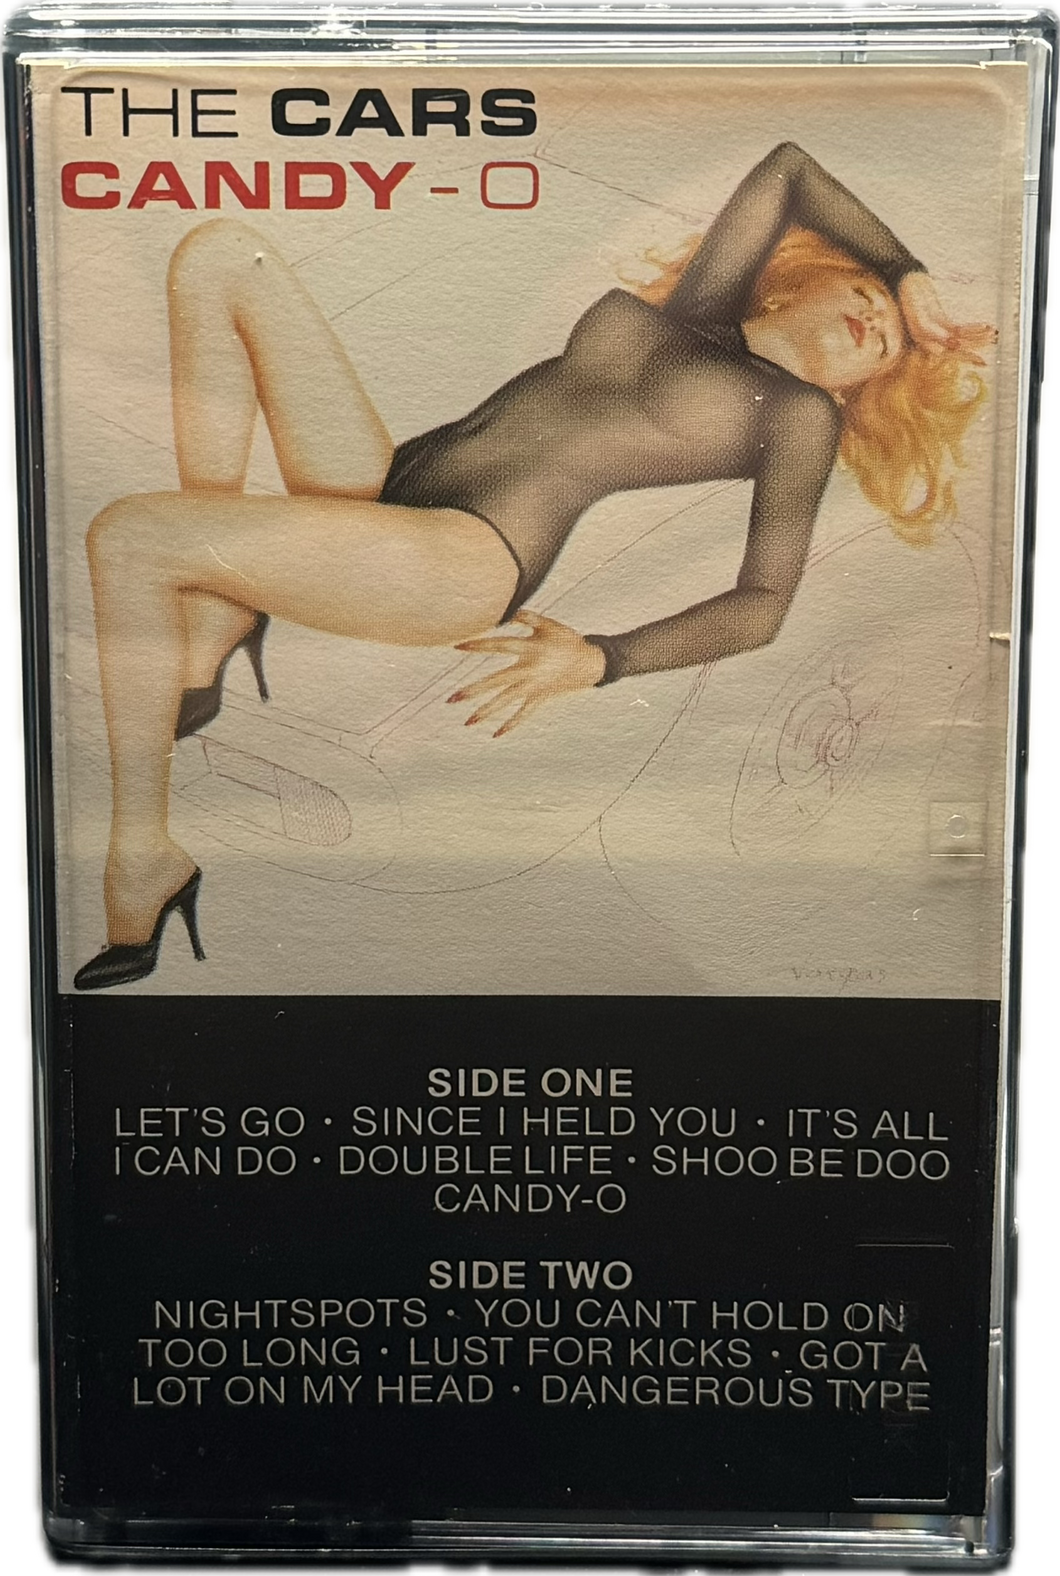 THE CARS
CANDY-O
SIDE ONE
LET'S GO · SINCE I HELD YOU · IT'S ALL
I CAN DO · DOUBLE LIFE · SHOO BE DOO
CANDY-O
SIDE TWO
NIGHTSPOTS · YOU CAN'T HOLD ON
TOO LONG · LUST FOR KICKS · GOT A
LOT ON MY HEAD · DANGEROUS TYPE